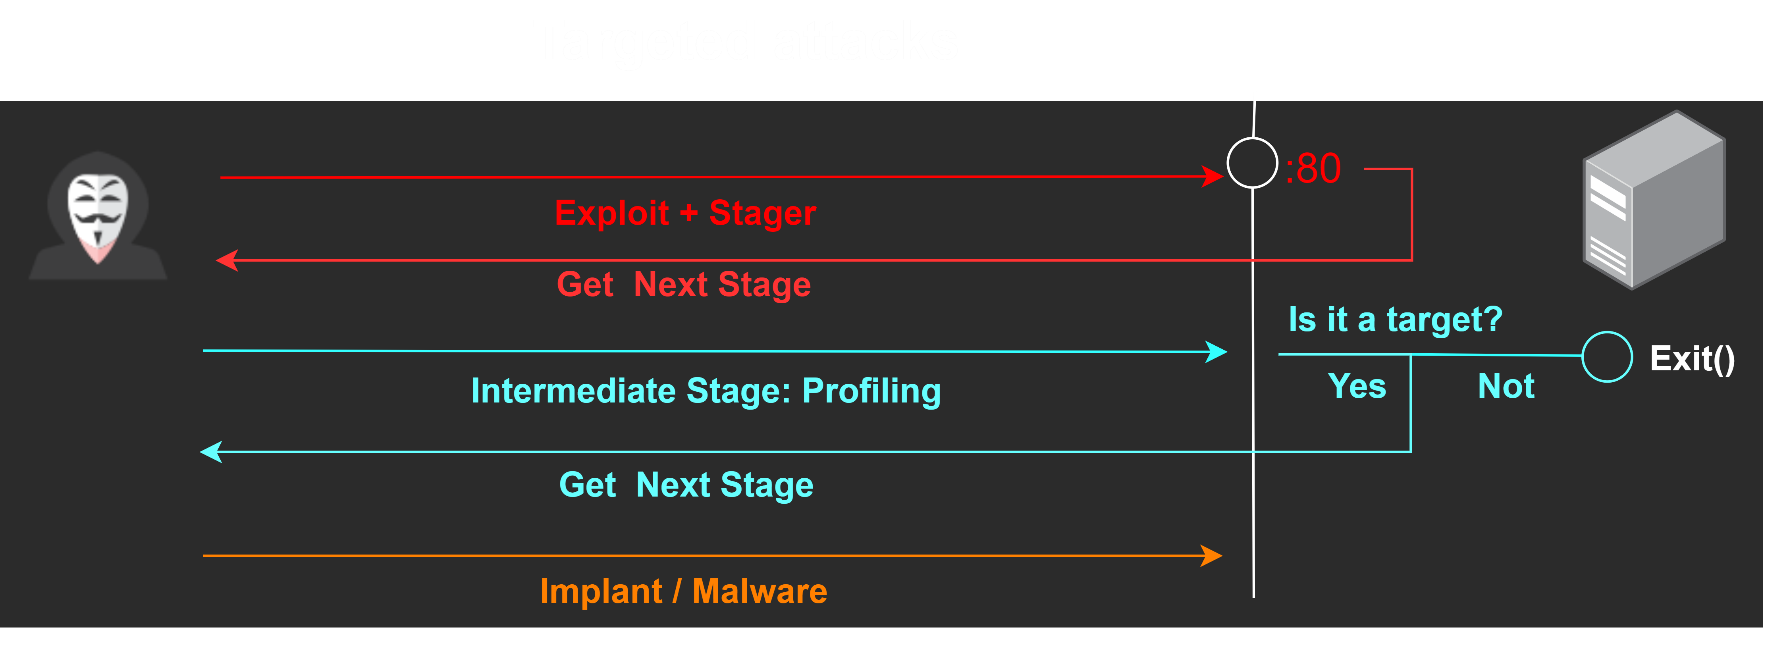 :80
Exploit + Stager
Get Next Stage
Is it a target?
Exit()
Intermediate Stage: Profiling
Yes
Not
Get Next Stage
Implant / Malware